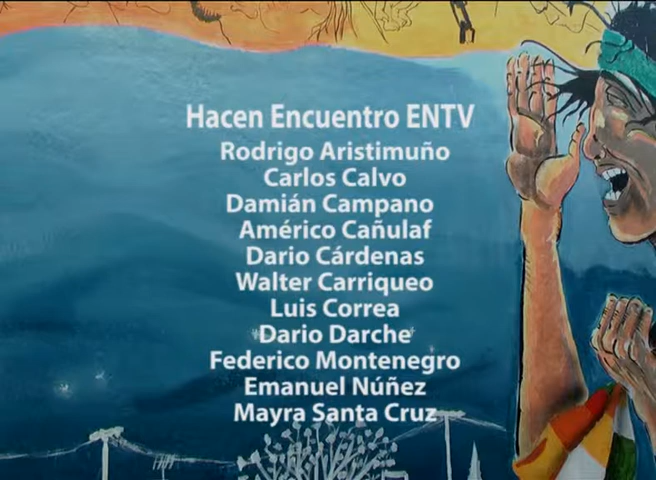 Hacen Encuentro ENTV
Rodrigo Aristimuño
Carlos Calvo
Damián Campano
Américo Cañulaf
Dario Cárdenas
Walter Carriqueo
Luis Correa
Dario Darche
Federico Montenegro
Emanuel Núñez
Mayra Santa Cruz